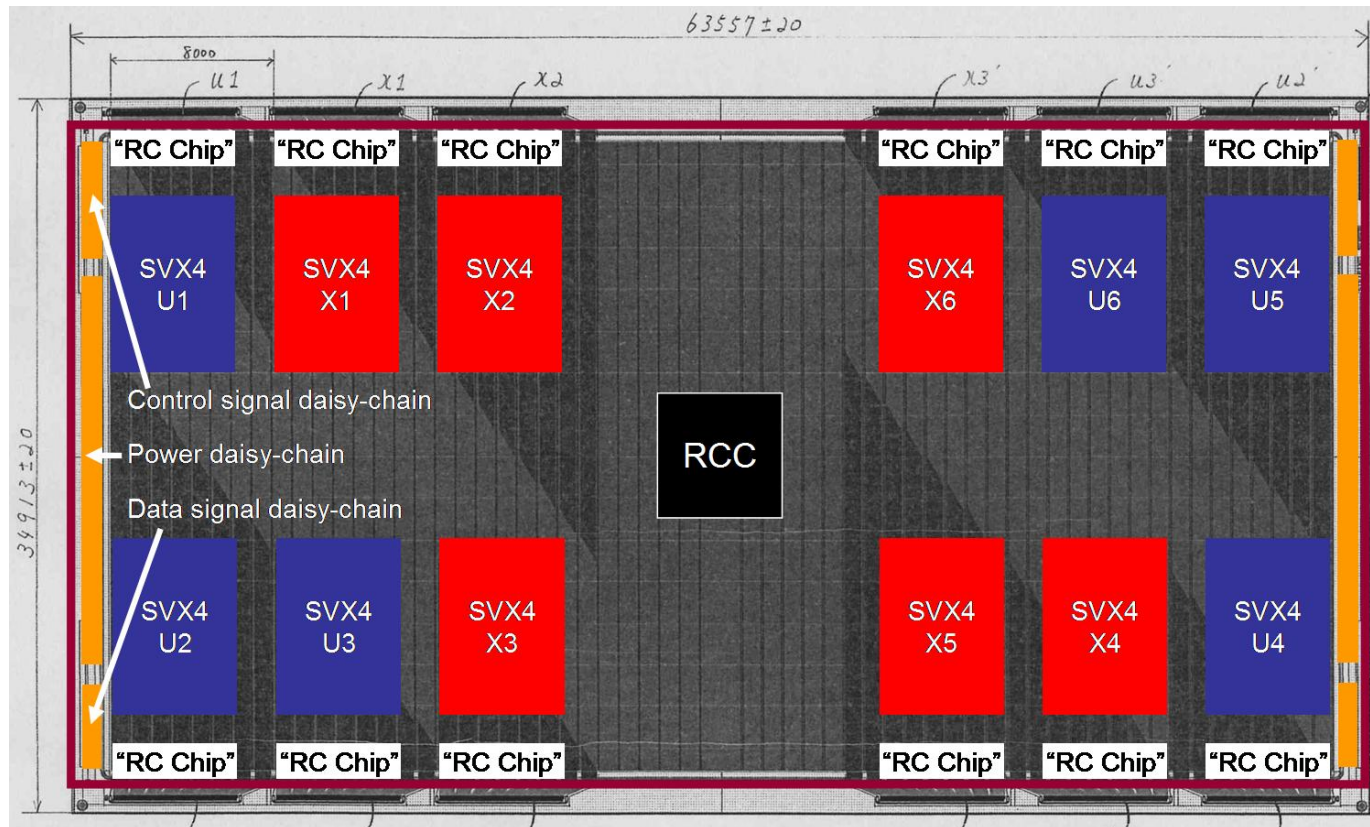 63557±20
8000
U1
X1
X2
X3'
U3'
U2'
"RC Chip" "RC Chip" "RC Chip" "RC Chip" "RC Chip" "RC Chip"
SVX4 SVX4 SVX4 SVX4 SVX4 SVX4
U1 X1 X2 X6 U6 U5
Control signal daisy-chain
Power daisy-chain
RCC
Data signal daisy-chain
34913±20
SVX4 SVX4 SVX4 SVX4 SVX4 SVX4
U2 U3 X3 X5 X4 U4
"RC Chip" "RC Chip" "RC Chip" "RC Chip" "RC Chip" "RC Chip"